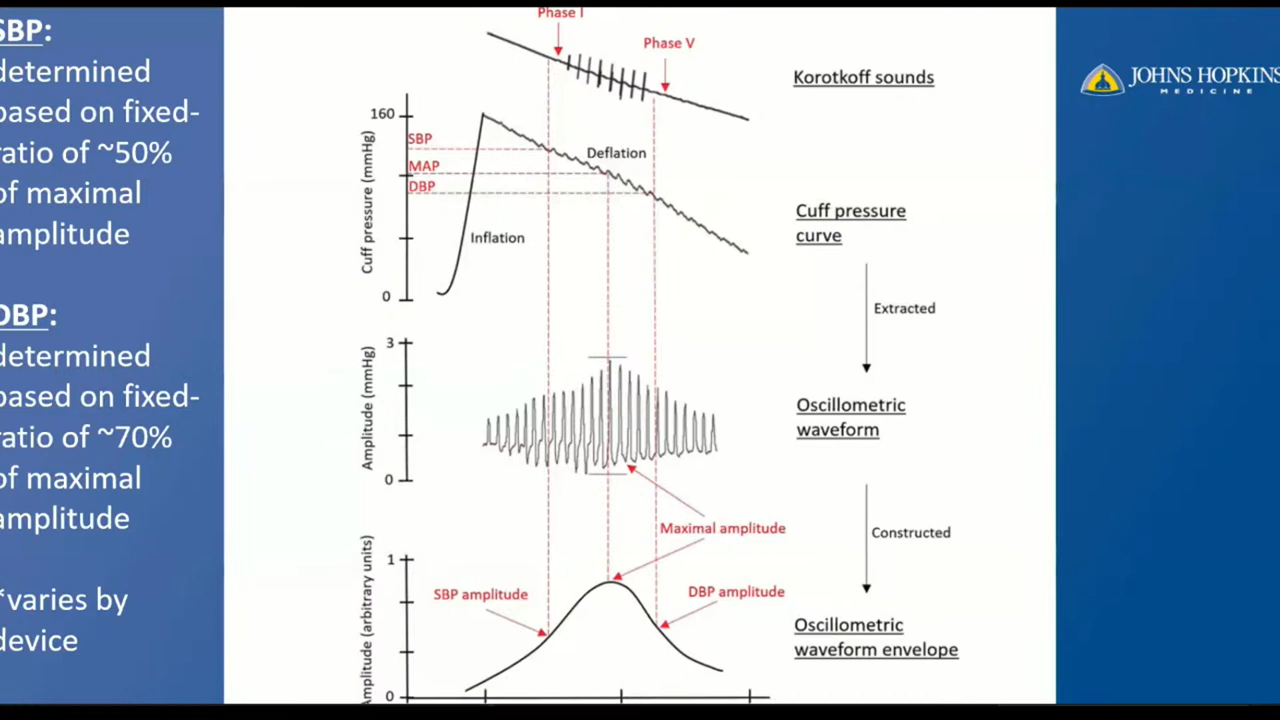 SBP:
determined
based on fixed-
ratio of ~50%
of maximal
amplitude
DBP:
determined
based on fixed-
ratio of ~70%
of maximal
amplitude
*varies by
device
Phase I
Phase V
Korotkoff sounds
160
SBP
MAP
DBP
0
Cuff pressure (mmHg)
Inflation
Deflation
Cuff pressure
curve
Extracted
3
0
Amplitude (mmHg)
Oscillometric
waveform
Maximal amplitude
Constructed
1
0
Amplitude (arbitrary units)
SBP amplitude
DBP amplitude
Oscillometric
waveform envelope
JOHNS HOPKINS
MEDICINE